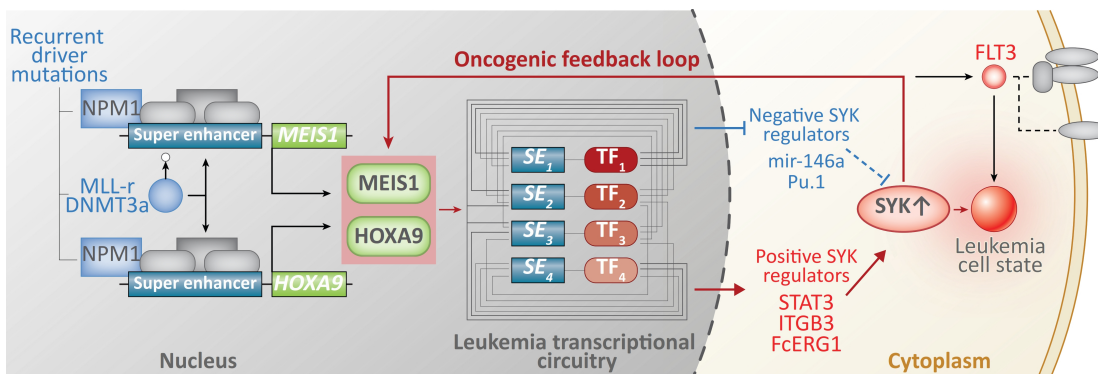 Recurrent
driver
mutations
NPM1
Super enhancer
MEIS1
MLL-r
DNMT3a
NPM1
Super enhancer
HOXA9
Nucleus
MEIS1
HOXA9
Oncogenic feedback loop
SE1
TF1
SE2
TF2
SE3
TF3
SE4
TF4
Leukemia transcriptional
circuitry
Negative SYK
regulators
mir-146a
Pu.1
SYK↑
Positive SYK
regulators
STAT3
ITGB3
FcERG1
FLT3
Leukemia
cell state
Cytoplasm